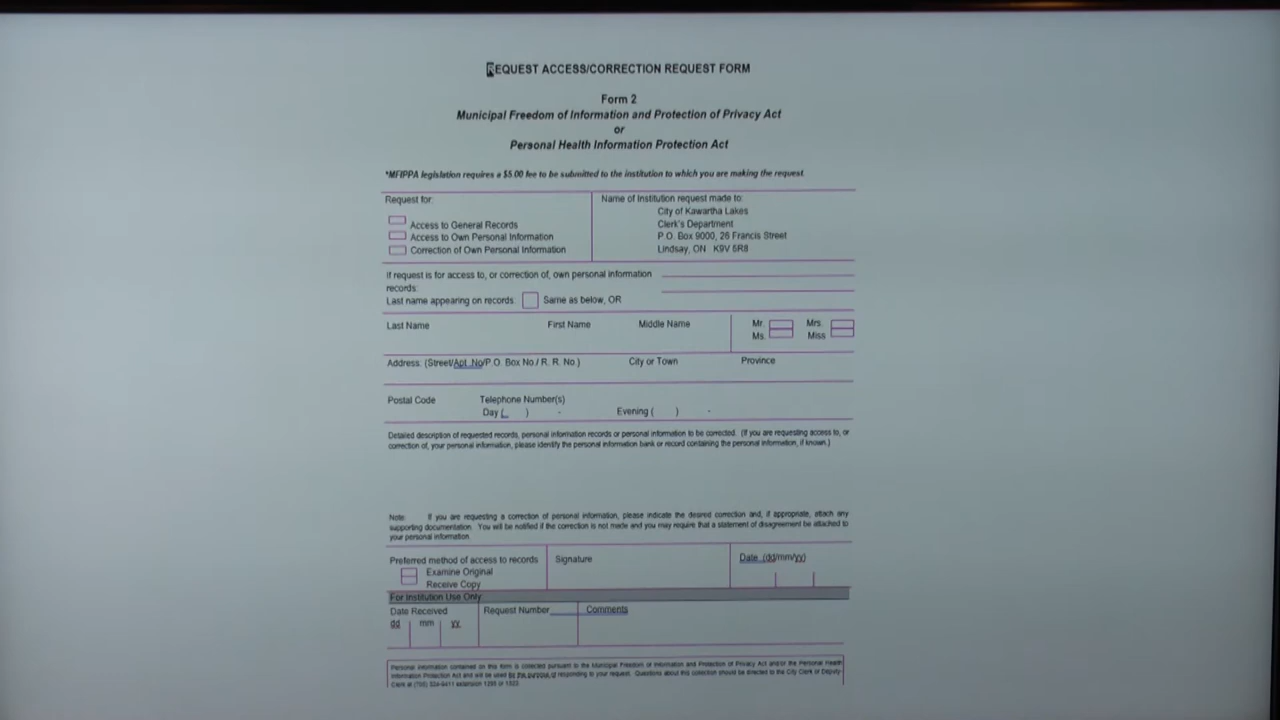 REQUEST ACCESS/CORRECTION REQUEST FORM
Form 2
Municipal Freedom of Information and Protection of Privacy Act
or
Personal Health Information Protection Act
*MFIPPA legislation requires a $5.00 fee to be submitted to the institution to which you are making the request.
Request for:
Access to General Records
Access to Own Personal Information
Correction of Own Personal Information
Name of Institution request made to:
City of Kawartha Lakes
Clerk's Department
P.O. Box 9000, 26 Francis Street
Lindsay, ON K9V 5R8
If request is for access to, or correction of, own personal information
records:
Last name appearing on records: Same as below, OR
Last Name First Name Middle Name Mr. Mrs.
Ms. Miss
Address: (Street/Apt. No/P.O. Box No./ R. R. No.) City or Town Province
Postal Code Telephone Number(s)
Day ( ) - Evening ( ) -
Detailed description of requested records, personal information records or personal information to be corrected. (If you are requesting access to, or
correction of, your personal information, please identify the personal information bank or record containing the personal information, if known.)
Note: If you are requesting a correction of personal information, please indicate the desired correction and, if appropriate, attach any
supporting documentation. You will be notified if the correction is not made and you may require that a statement of disagreement be attached to
your personal information.
Preferred method of access to records Signature Date (dd/mm/yy)
Examine Original
Receive Copy
For Institution Use Only
Date Received Request Number Comments
dd mm yy
Personal information contained on this form is collected pursuant to the Municipal Freedom of Information and Protection of Privacy Act and/or the Personal Health
Information Protection Act and will be used for the purpose of responding to your request. Questions about this collection should be directed to the City Clerk or Deputy-
Clerk at (705) 324-9411 extension 1295 or 1323.